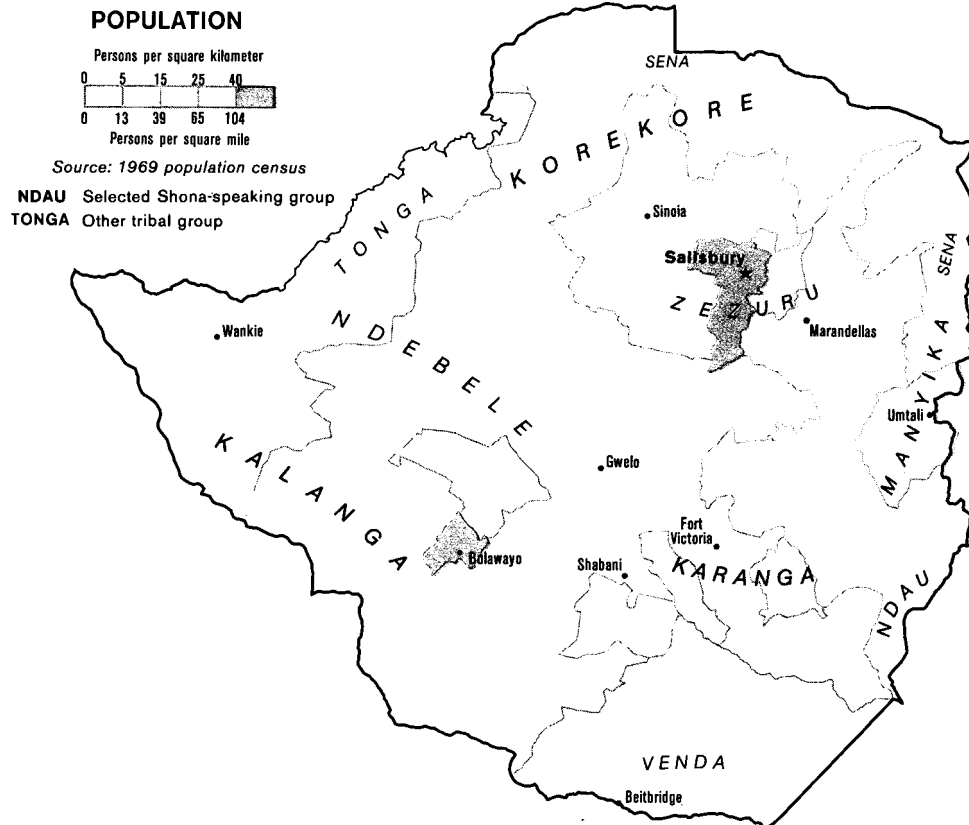 POPULATION
Persons per square kilometer
0 5 15 25 40
0 13 39 65 104
Persons per square mile
Source: 1969 population census
NDAU Selected Shona-speaking group
TONGA Other tribal group
SENA
KOREKORE
TONGA
Sinoia
SENA
Salisbury
ZEZURU
Marandellas
Wankie
NDEBELE
MANYIKA
Umtali
KALANGA
Gwelo
Fort
Victoria
Bulawayo
Shabani
KARANGA
NDAU
VENDA
Beitbridge